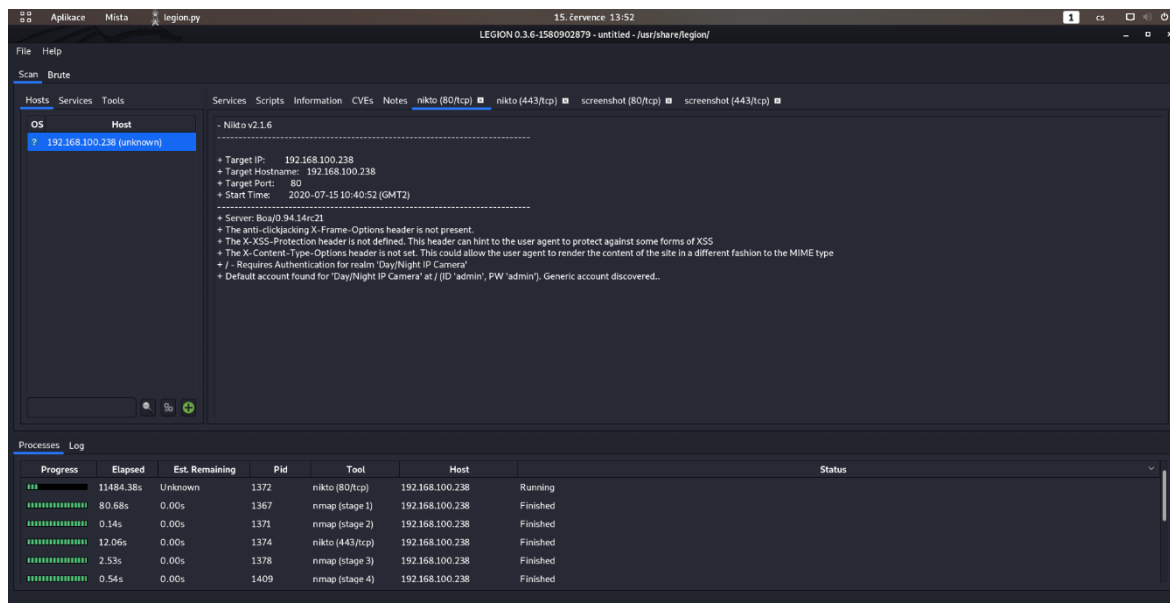 Aplikace Místa legion.py 15. července 13:52 1 cs
LEGION 0.3.6-1580902879 - untitled - /usr/share/legion/
File Help
Scan Brute
Hosts Services Tools
OS Host
? 192.168.100.238 (unknown)
Services Scripts Information CVEs Notes nikto (80/tcp) nikto (443/tcp) screenshot (80/tcp) screenshot (443/tcp)
- Nikto v2.1.6
---------------------------------------------------------------------------
+ Target IP: 192.168.100.238
+ Target Hostname: 192.168.100.238
+ Target Port: 80
+ Start Time: 2020-07-15 10:40:52 (GMT2)
---------------------------------------------------------------------------
+ Server: Boa/0.94.14rc21
+ The anti-clickjacking X-Frame-Options header is not present.
+ The X-XSS-Protection header is not defined. This header can hint to the user agent to protect against some forms of XSS
+ The X-Content-Type-Options header is not set. This could allow the user agent to render the content of the site in a different fashion to the MIME type
+ / - Requires Authentication for realm 'Day/Night IP Camera'
+ Default account found for 'Day/Night IP Camera' at / (ID 'admin', PW 'admin'). Generic account discovered..
Processes Log
Progress Elapsed Est. Remaining Pid Tool Host Status
11484.38s Unknown 1372 nikto (80/tcp) 192.168.100.238 Running
80.68s 0.00s 1367 nmap (stage 1) 192.168.100.238 Finished
0.14s 0.00s 1371 nmap (stage 2) 192.168.100.238 Finished
12.06s 0.00s 1374 nikto (443/tcp) 192.168.100.238 Finished
2.53s 0.00s 1378 nmap (stage 3) 192.168.100.238 Finished
0.54s 0.00s 1409 nmap (stage 4) 192.168.100.238 Finished